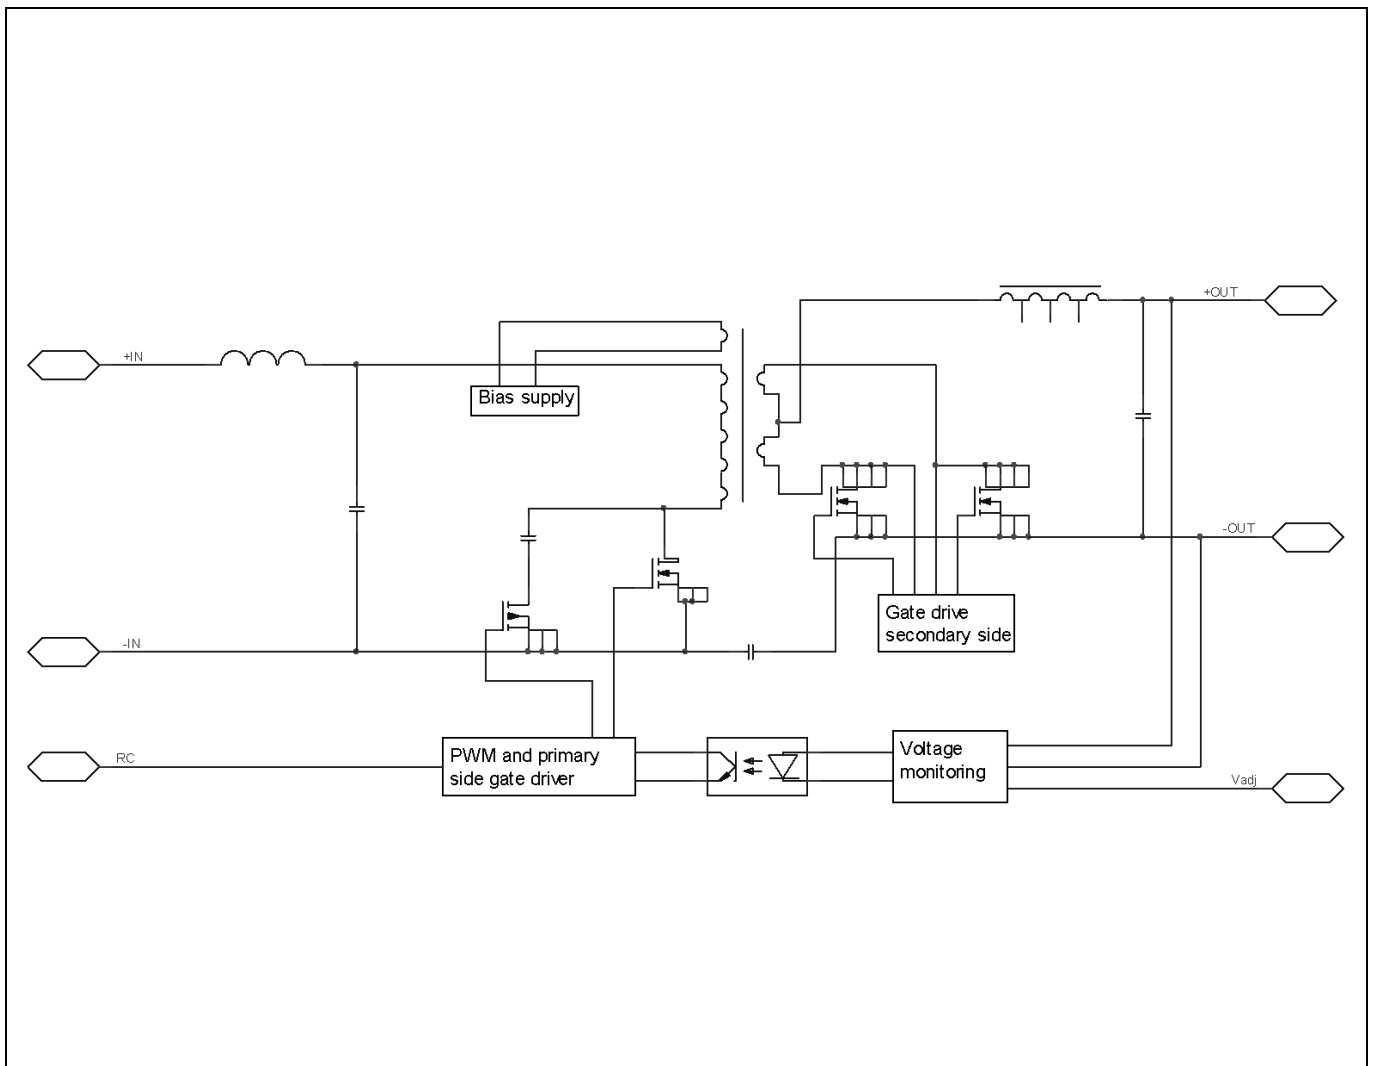 +OUT
+IN
Bias supply
-OUT
Gate drive
secondary side
-IN
RC
PWM and primary
side gate driver
Voltage
monitoring
Vadj